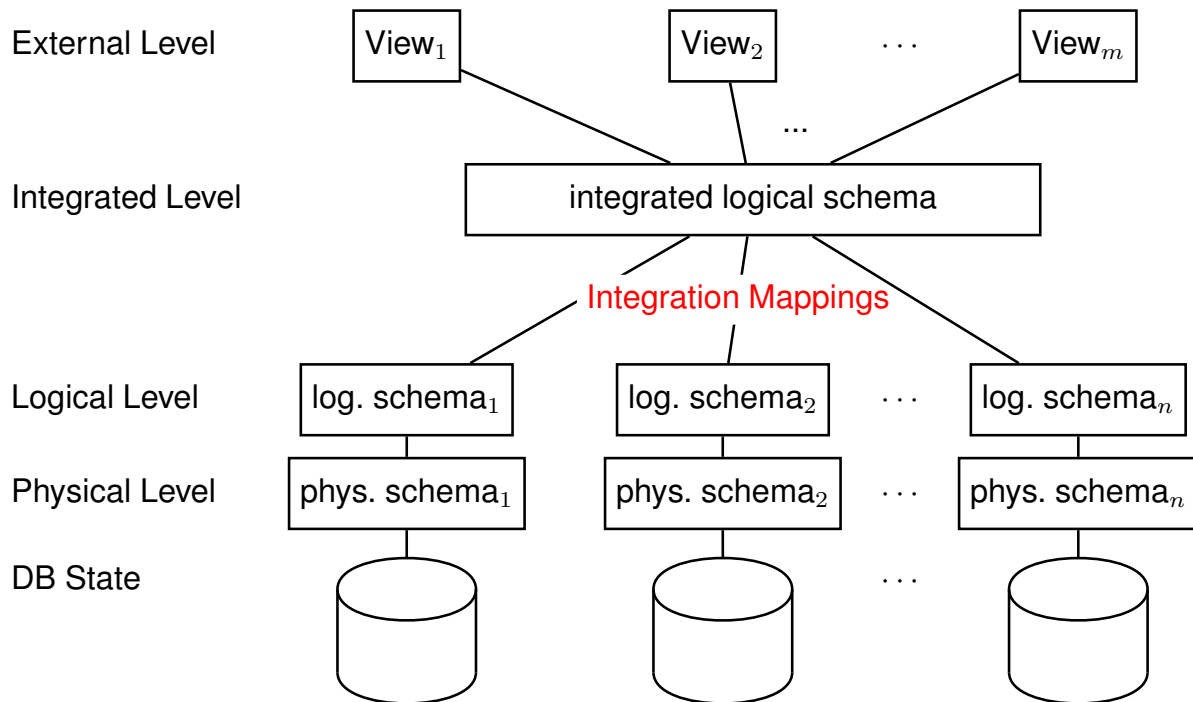 External Level View₁ View₂ ··· Viewₘ
...
Integrated Level integrated logical schema
Integration Mappings
Logical Level log. schema₁ log. schema₂ ··· log. schemaₙ
Physical Level phys. schema₁ phys. schema₂ ··· phys. schemaₙ
DB State ···